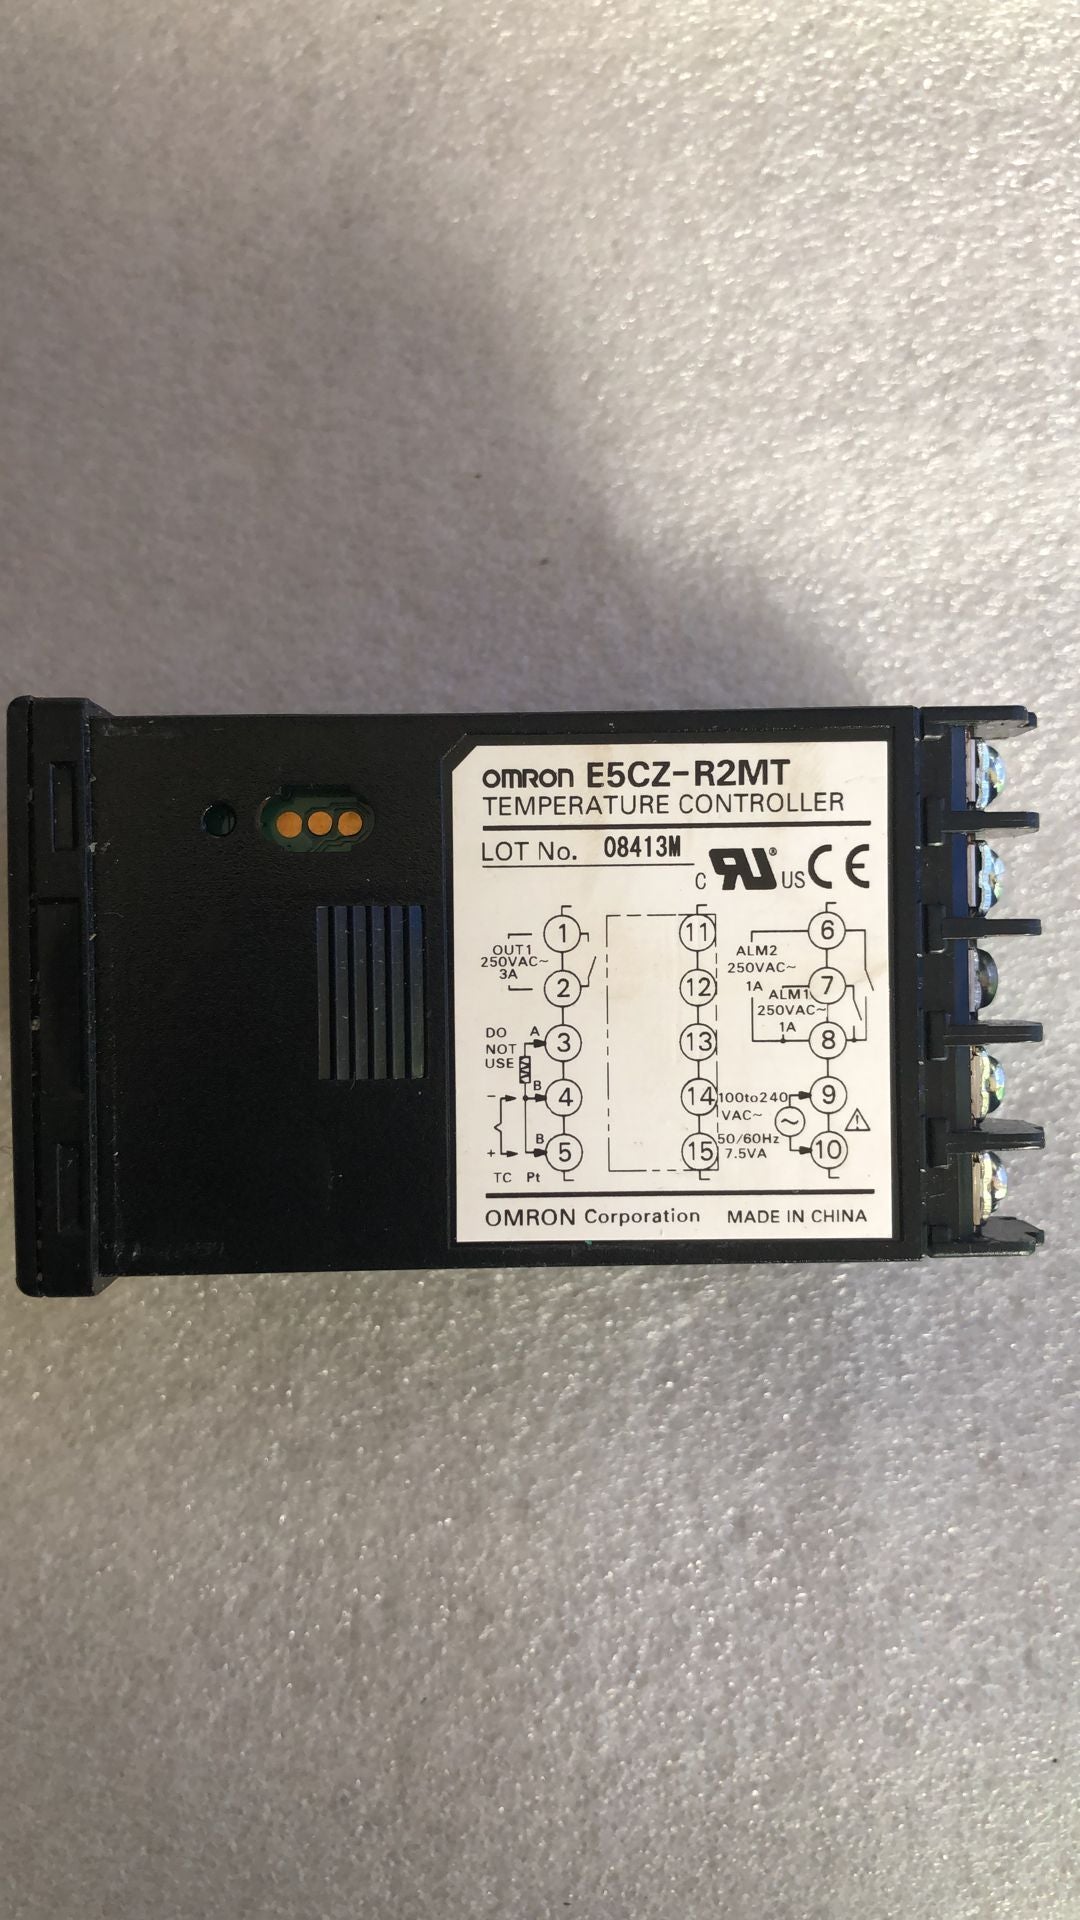 OMRON E5CZ-R2MT
TEMPERATURE CONTROLLER
LOT No. 08413M
c RU ® US CE
OUT1
250VAC~
3A
1
2
DO
NOT
USE
A
3
B
4
B
5
−
+
TC Pt
11
12
13
14
15
ALM2
250VAC~
1A
ALM1
250VAC~
1A
6
7
8
100to240
VAC~
50/60Hz
7.5VA
~
9
10
!
OMRON Corporation MADE IN CHINA